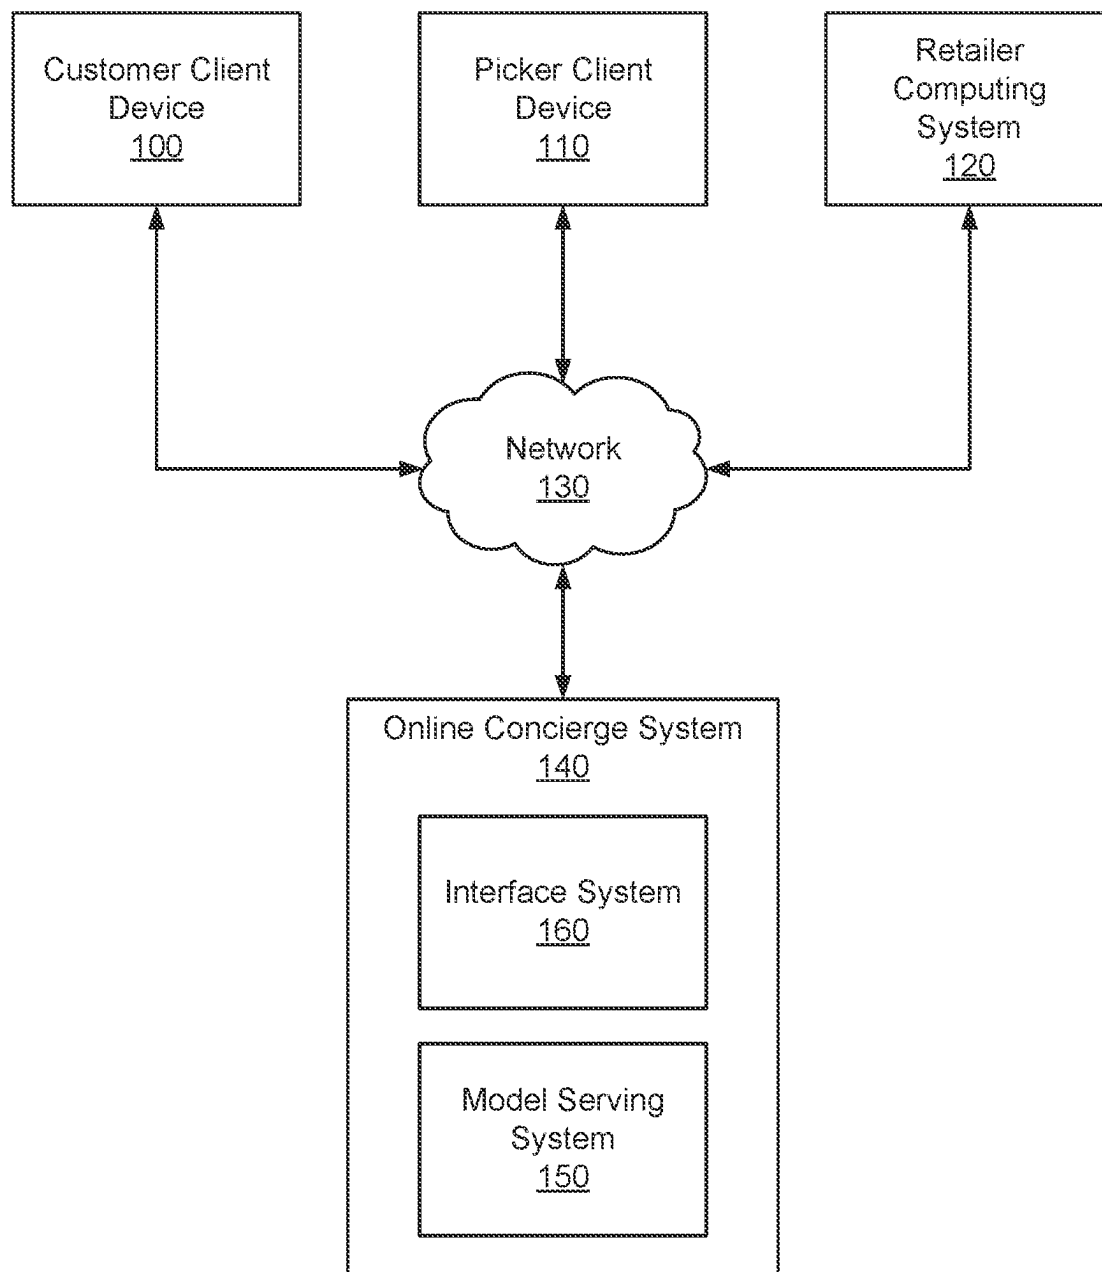 Customer Client
Device
100
Picker Client
Device
110
Retailer
Computing
System
120
Network
130
Online Concierge System
140
Interface System
160
Model Serving
System
150